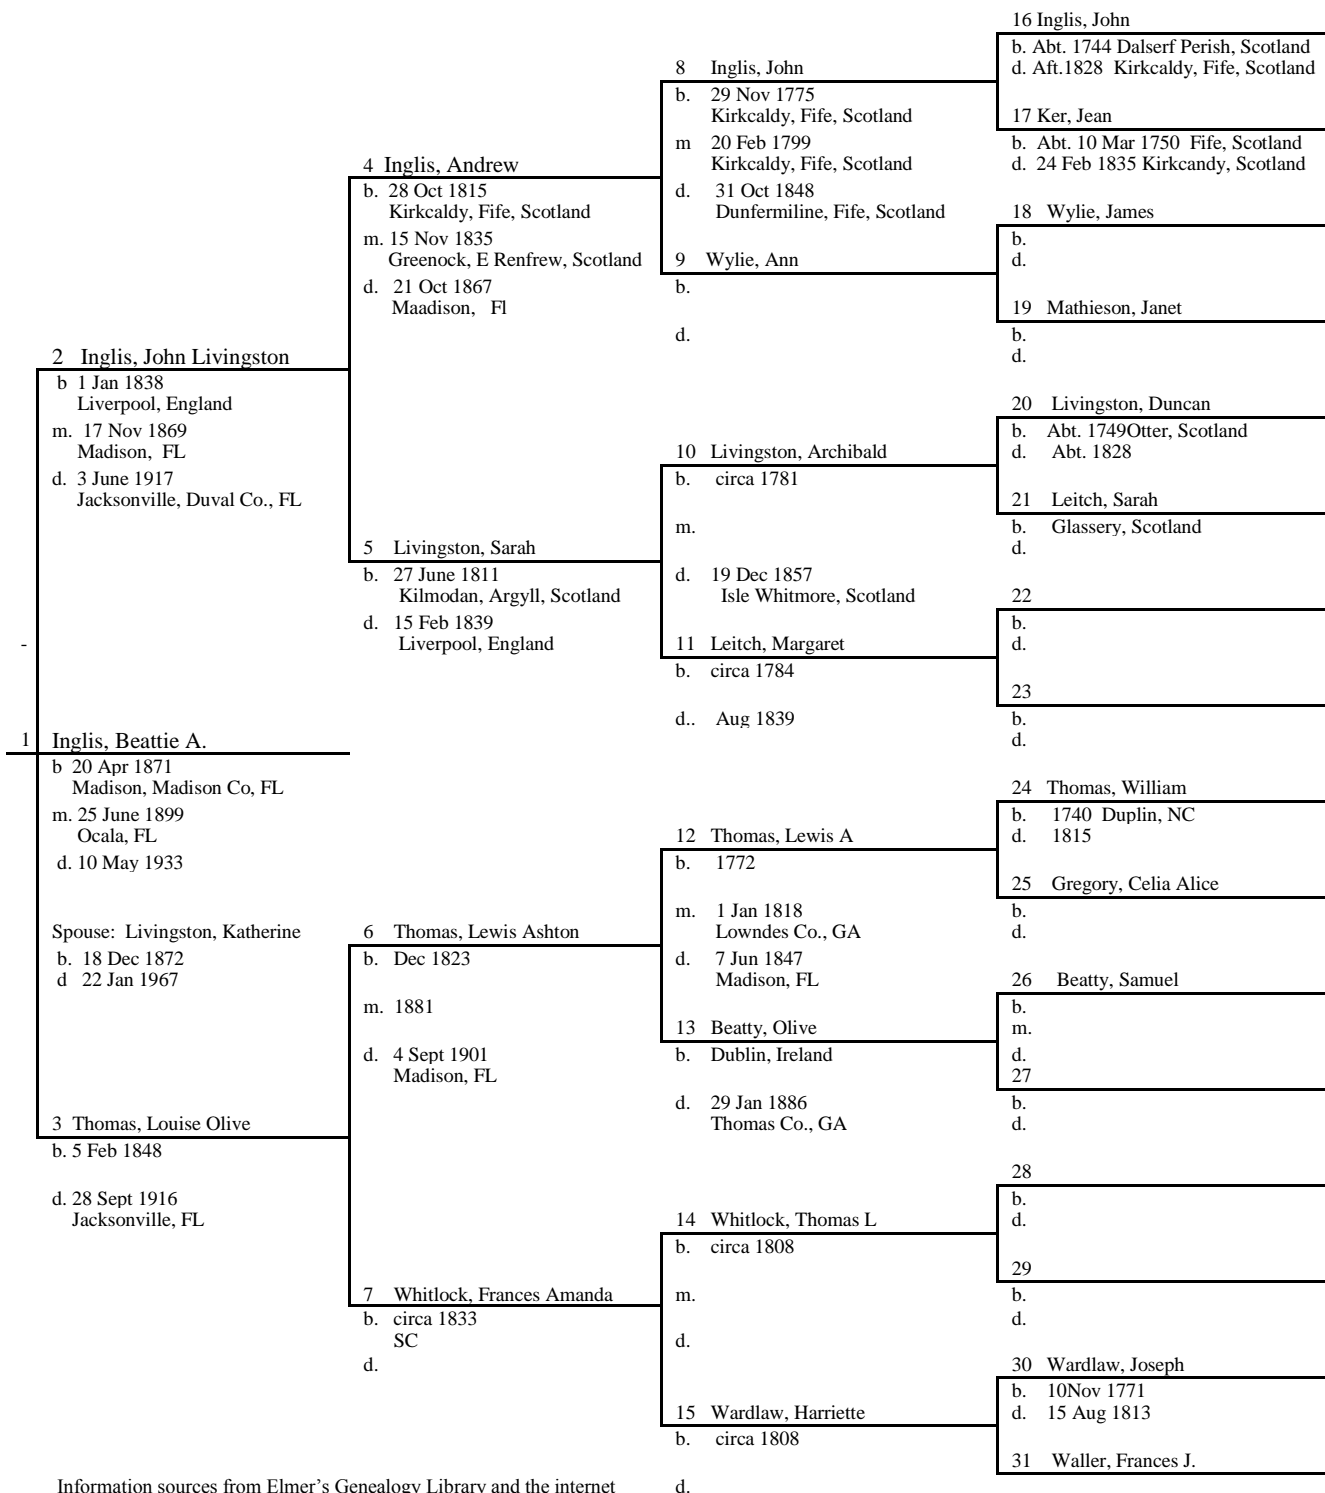 16 Inglis, John
b. Abt. 1744 Dalserf Perish, Scotland
d. Aft.1828 Kirkcaldy, Fife, Scotland
8 Inglis, John
b. 29 Nov 1775
Kirkcaldy, Fife, Scotland
m 20 Feb 1799
Kirkcaldy, Fife, Scotland
d. 31 Oct 1848
Dunfermiline, Fife, Scotland
17 Ker, Jean
b. Abt. 10 Mar 1750 Fife, Scotland
d. 24 Feb 1835 Kirkcandy, Scotland
4 Inglis, Andrew
b. 28 Oct 1815
Kirkcaldy, Fife, Scotland
m. 15 Nov 1835
Greenock, E Renfrew, Scotland
d. 21 Oct 1867
Maadison, Fl
18 Wylie, James
b.
d.
9 Wylie, Ann
b.
d.
19 Mathieson, Janet
b.
d.
2 Inglis, John Livingston
b 1 Jan 1838
Liverpool, England
m. 17 Nov 1869
Madison, FL
d. 3 June 1917
Jacksonville, Duval Co., FL
20 Livingston, Duncan
b. Abt. 1749Otter, Scotland
d. Abt. 1828
10 Livingston, Archibald
b. circa 1781
m.
d. 19 Dec 1857
Isle Whitmore, Scotland
21 Leitch, Sarah
b. Glassery, Scotland
d.
5 Livingston, Sarah
b. 27 June 1811
Kilmodan, Argyll, Scotland
d. 15 Feb 1839
Liverpool, England
22
b.
d.
11 Leitch, Margaret
b. circa 1784
d.. Aug 1839
23
b.
d.
-
1 Inglis, Beattie A.
b 20 Apr 1871
Madison, Madison Co, FL
m. 25 June 1899
Ocala, FL
d. 10 May 1933
Spouse: Livingston, Katherine
b. 18 Dec 1872
d 22 Jan 1967
24 Thomas, William
b. 1740 Duplin, NC
d. 1815
12 Thomas, Lewis A
b. 1772
m. 1 Jan 1818
Lowndes Co., GA
d. 7 Jun 1847
Madison, FL
25 Gregory, Celia Alice
b.
d.
6 Thomas, Lewis Ashton
b. Dec 1823
m. 1881
d. 4 Sept 1901
Madison, FL
26 Beatty, Samuel
b.
m.
d.
13 Beatty, Olive
b. Dublin, Ireland
d. 29 Jan 1886
Thomas Co., GA
27
b.
d.
3 Thomas, Louise Olive
b. 5 Feb 1848
d. 28 Sept 1916
Jacksonville, FL
28
b.
d.
14 Whitlock, Thomas L
b. circa 1808
m.
d.
29
b.
d.
7 Whitlock, Frances Amanda
b. circa 1833
SC
d.
30 Wardlaw, Joseph
b. 10Nov 1771
d. 15 Aug 1813
15 Wardlaw, Harriette
b. circa 1808
d.
31 Waller, Frances J.
Information sources from Elmer's Genealogy Library and the internet